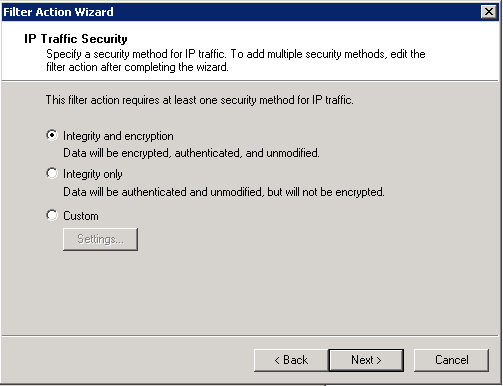 Filter Action Wizard
IP Traffic Security
Specify a security method for IP traffic. To add multiple security methods, edit the
filter action after completing the wizard.
This filter action requires at least one security method for IP traffic.
Integrity and encryption
Data will be encrypted, authenticated, and unmodified.
Integrity only
Data will be authenticated and unmodified, but will not be encrypted.
Custom
Settings...
< Back Next > Cancel